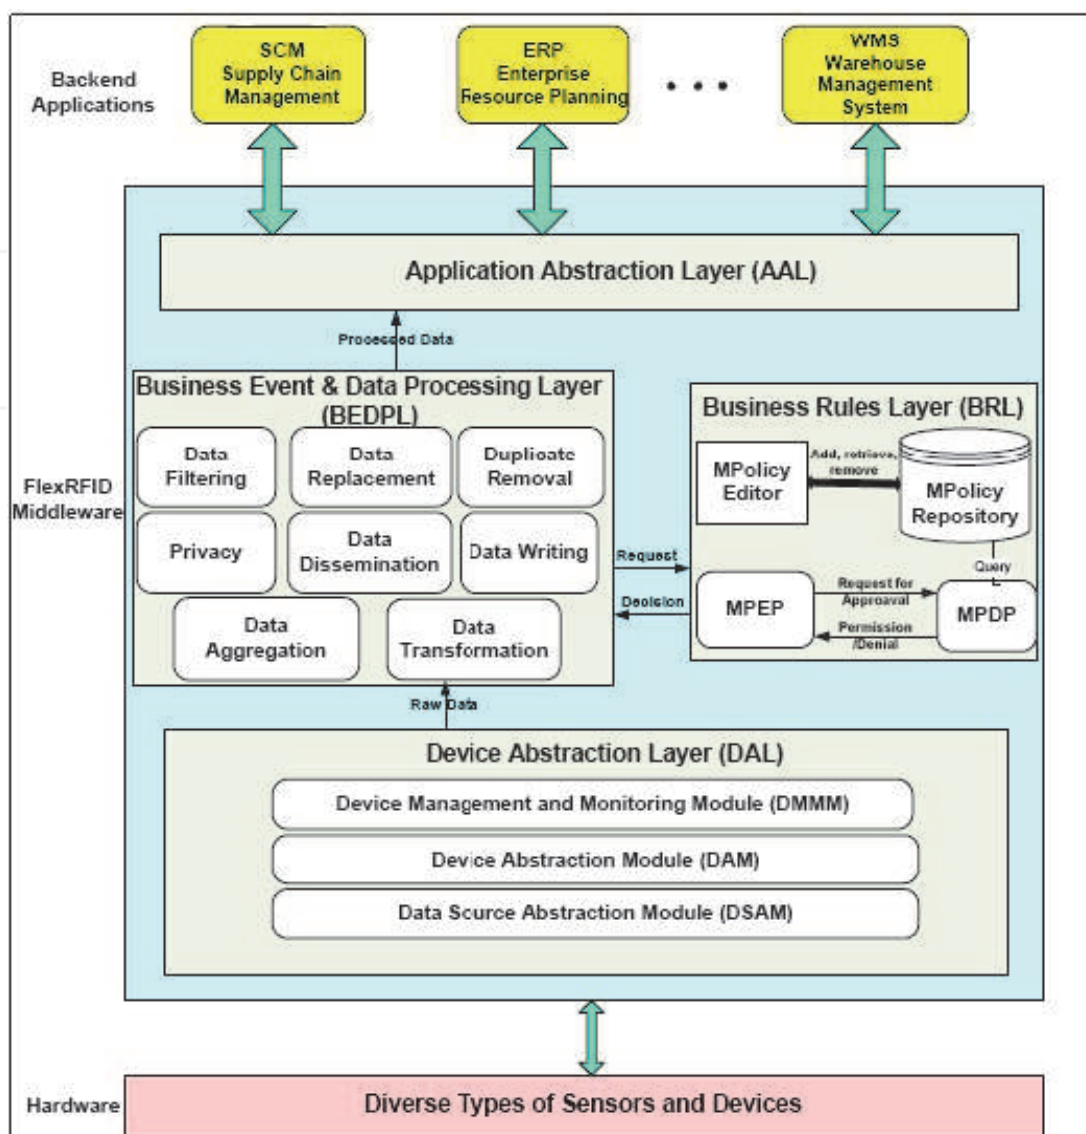 Backend
Applications
SCM
Supply Chain
Management
ERP
Enterprise
Resource Planning
• • •
WMS
Warehouse
Management
System
FlexRFID
Middleware
Application Abstraction Layer (AAL)
Processed Data
Business Event & Data Processing Layer
(BEDPL)
Data
Filtering
Data
Replacement
Duplicate
Removal
Privacy
Data
Dissemination
Data Writing
Data
Aggregation
Data
Transformation
Request
Decision
Business Rules Layer (BRL)
MPolicy
Editor
Add, retrieve,
remove
MPolicy
Repository
Query
MPEP
Request for
Approaval
Permission
/Denial
MPDP
Raw Data
Device Abstraction Layer (DAL)
Device Management and Monitoring Module (DMMM)
Device Abstraction Module (DAM)
Data Source Abstraction Module (DSAM)
Hardware
Diverse Types of Sensors and Devices